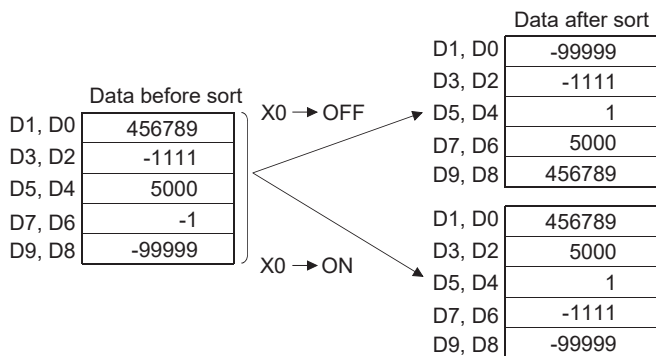 Data before sort
D1, D0 456789
D3, D2 -1111
D5, D4 5000
D7, D6 -1
D9, D8 -99999
X0 → OFF
X0 → ON
Data after sort
D1, D0 -99999
D3, D2 -1111
D5, D4 1
D7, D6 5000
D9, D8 456789
D1, D0 456789
D3, D2 5000
D5, D4 1
D7, D6 -1111
D9, D8 -99999